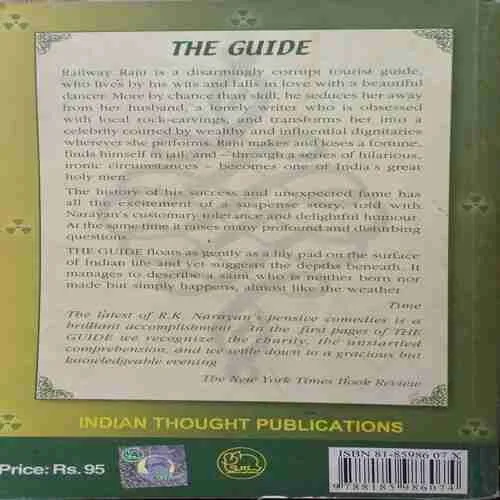 THE GUIDE
Railway Raju is a disarmingly corrupt tourist guide,
who lives by his wits and falls in love with a beautiful
dancer. More by chance than skill, he seduces her away
from her husband, a lonely writer who is obsessed
with local rock-carvings, and transforms her into a
celebrity courted by wealthy and influential dignitaries
wherever she performs. Raju makes and loses a fortune,
finds himself in jail, and – through a series of hilarious,
ironic circumstances – becomes one of India's great
holy men.
The history of his success and unexpected fame has
all the excitement of a suspense story, told with
Narayan's customary tolerance and delightful humour.
At the same time it raises many profound and disturbing
questions.
THE GUIDE floats as gently as a lily pad on the surface
of Indian life and yet suggests the depths beneath. It
manages to describe a saint who is neither born nor
made but simply happens, almost like the weather.
Time
The latest of R.K. Narayan's pensive comedies is a
brilliant accomplishment. In the first pages of THE
GUIDE we recognize the charity, the unstartled
comprehension, and we settle down to a gracious but
knowledgeable evening
The New York Times Book Review
INDIAN THOUGHT PUBLICATIONS
Price: Rs. 95
ISBN 81-85986 07 X
9 788185 986074